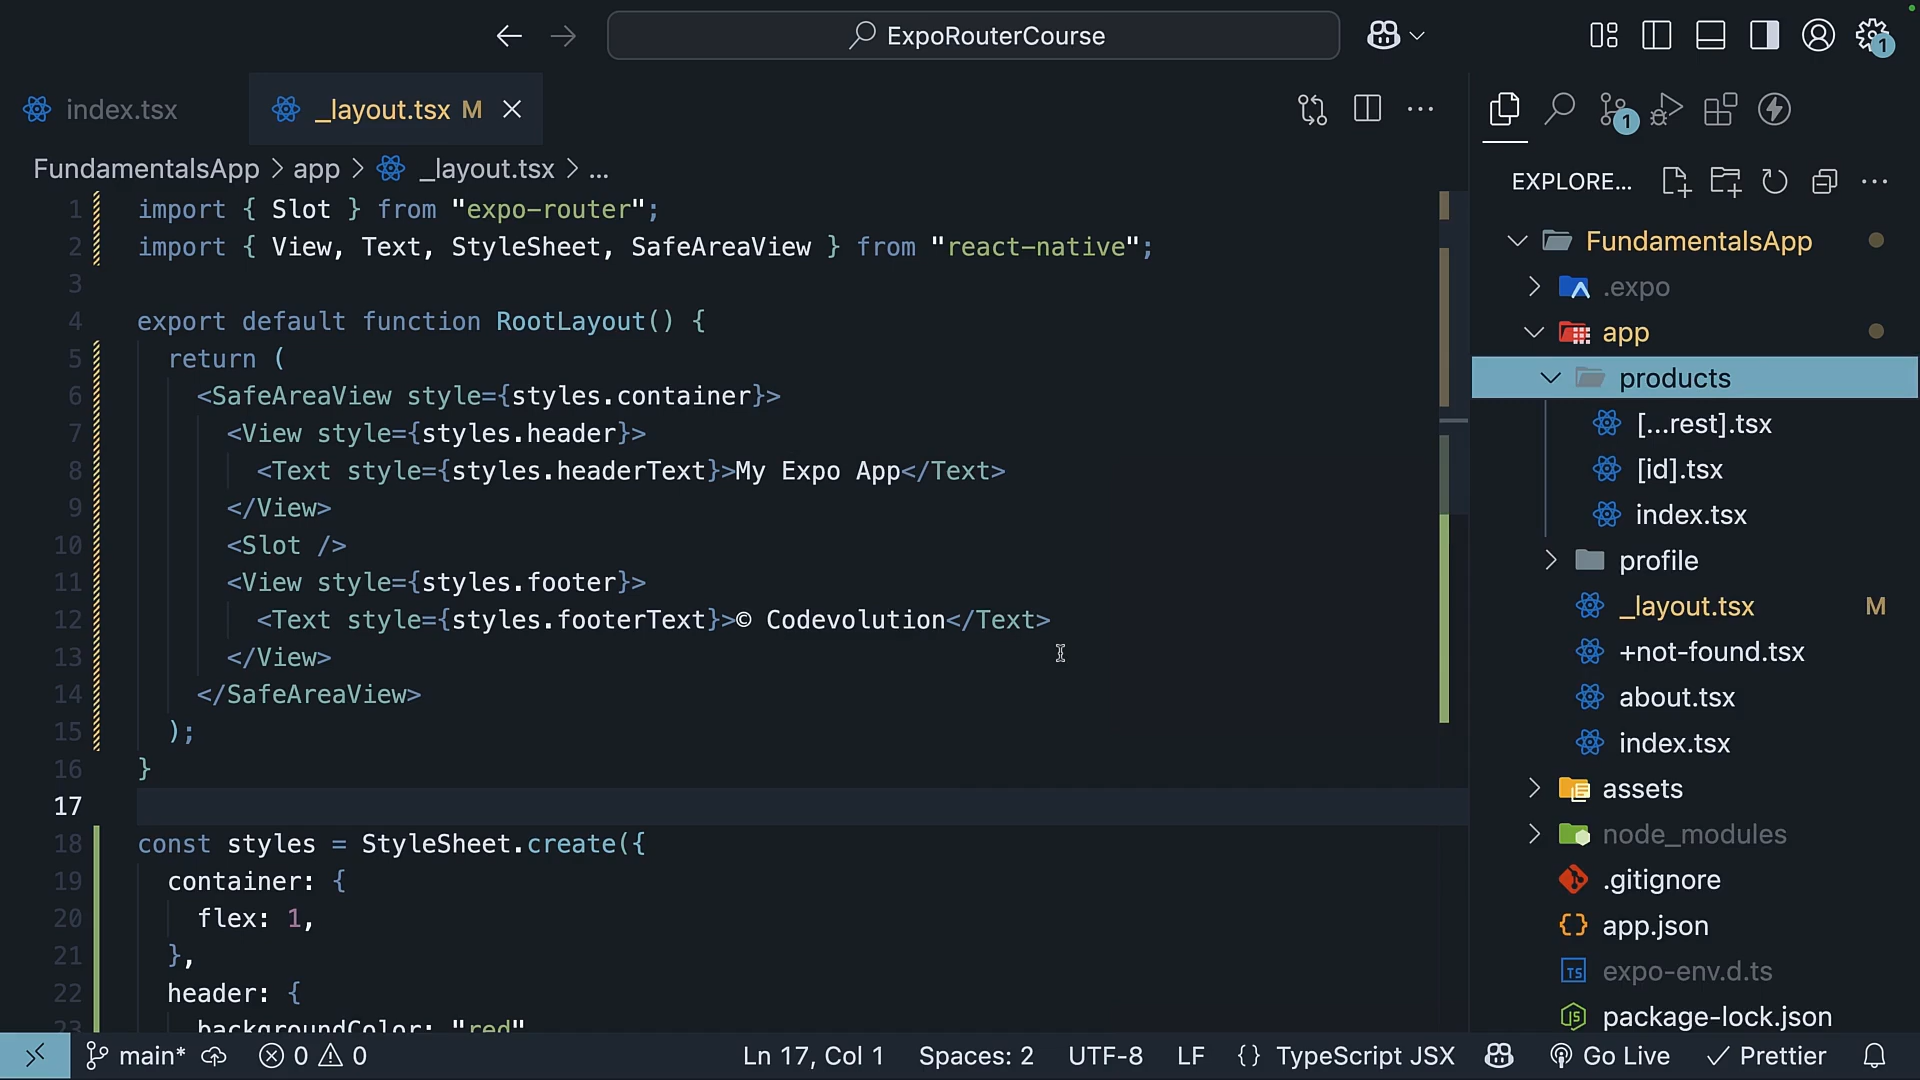 ExpoRouterCourse
1
index.tsx
_layout.tsx M
1
FundamentalsApp > app > _layout.tsx > ...
EXPLORE...
1 import { Slot } from "expo-router";
2 import { View, Text, StyleSheet, SafeAreaView } from "react-native";
3
4 export default function RootLayout() {
5 return (
6 <SafeAreaView style={styles.container}>
7 <View style={styles.header}>
8 <Text style={styles.headerText}>My Expo App</Text>
9 </View>
10 <Slot />
11 <View style={styles.footer}>
12 <Text style={styles.footerText}>© Codevolution</Text>
13 </View>
14 </SafeAreaView>
15 );
16 }
17
18 const styles = StyleSheet.create({
19 container: {
20 flex: 1,
21 },
22 header: {
23 backgroundColor: "red"
FundamentalsApp
.expo
app
products
[...rest].tsx
[id].tsx
index.tsx
profile
_layout.tsx M
+not-found.tsx
about.tsx
index.tsx
assets
node_modules
.gitignore
app.json
expo-env.d.ts
package-lock.json
main* 0 0 Ln 17, Col 1 Spaces: 2 UTF-8 LF {} TypeScript JSX Go Live Prettier